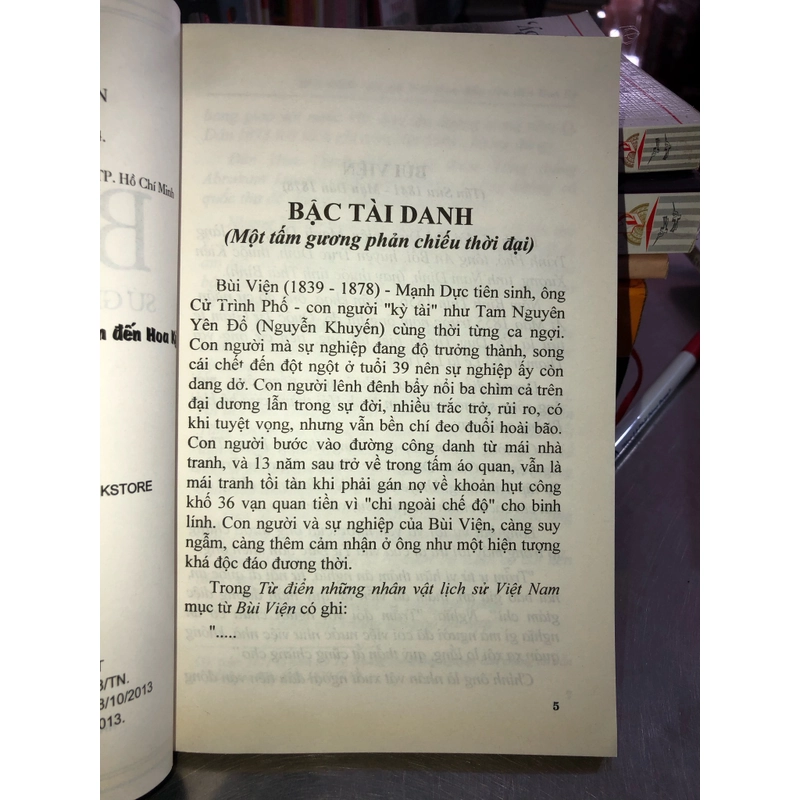 N
TP. Hồ Chí Minh
B
SỨ G
n đến Hoa K
KSTORE
T
8/TN.
8/10/2013
013.
BẬC TÀI DANH
(Một tấm gương phản chiếu thời đại)
Bùi Viện (1839 - 1878) - Mạnh Dực tiên sinh, ông
Cử Trình Phố - con người "kỳ tài" như Tam Nguyên
Yên Đổ (Nguyễn Khuyến) cùng thời từng ca ngợi.
Con người mà sự nghiệp đang độ trưởng thành, song
cái chết đến đột ngột ở tuổi 39 nên sự nghiệp ấy còn
dang dở. Con người lênh đênh bẩy nổi ba chìm cả trên
đại dương lẫn trong sự đời, nhiều trắc trở, rủi ro, có
khi tuyệt vọng, nhưng vẫn bền chí đeo đuổi hoài bão.
Con người bước vào đường công danh từ mái nhà
tranh, và 13 năm sau trở về trong tấm áo quan, vẫn là
mái tranh tồi tàn khi phải gán nợ về khoản hụt công
khố 36 vạn quan tiền vì "chi ngoài chế độ" cho binh
lính. Con người và sự nghiệp của Bùi Viện, càng suy
ngẫm, càng thêm cảm nhận ở ông như một hiện tượng
khá độc đáo đương thời.
Trong Từ điển những nhân vật lịch sử Việt Nam
mục từ Bùi Viện có ghi:
".....
5